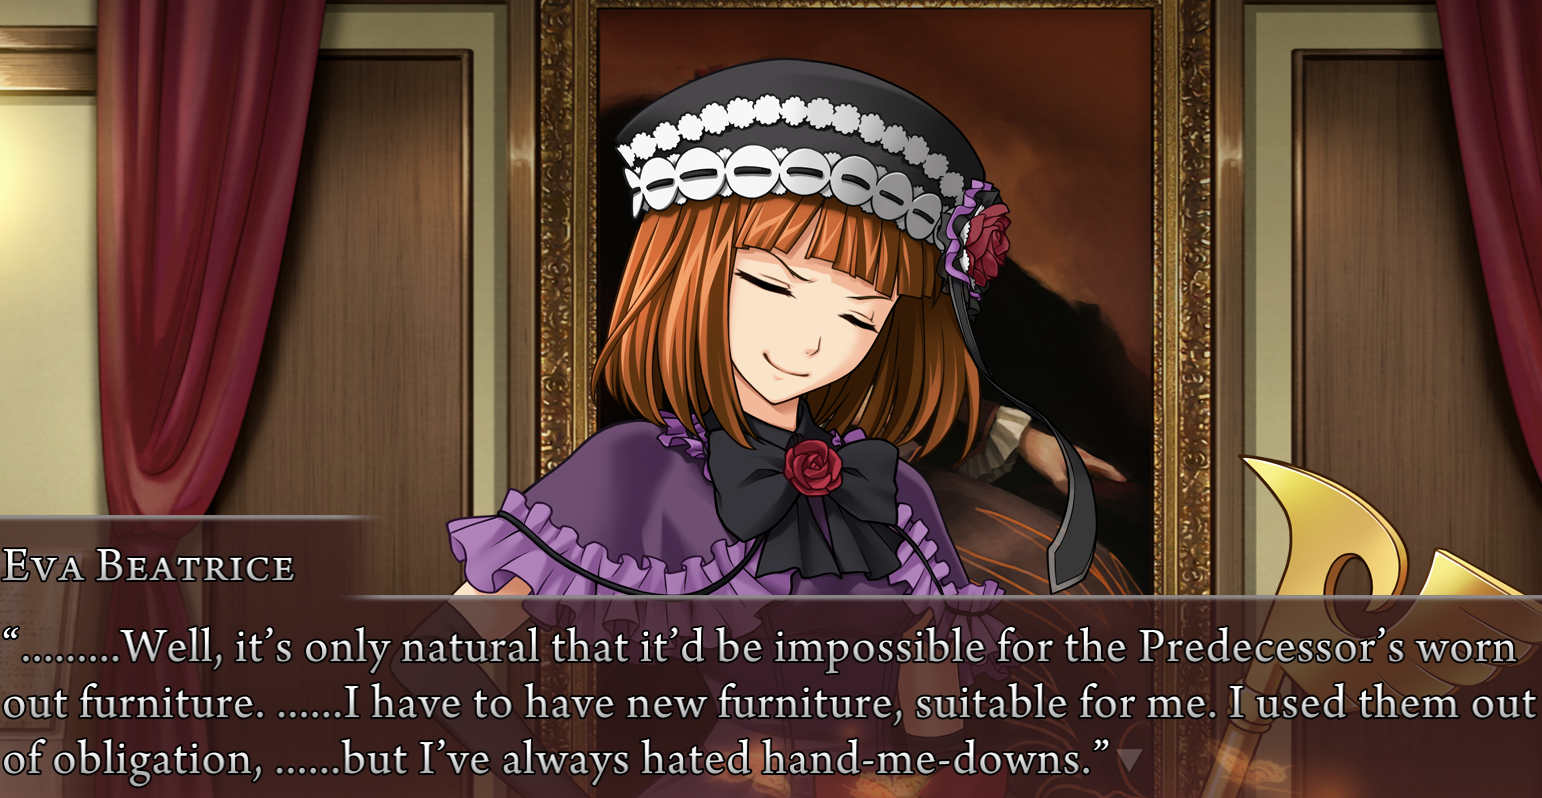 Eva Beatrice
“.........Well, it’s only natural that it’d be impossible for the Predecessor’s worn
out furniture. ......I have to have new furniture, suitable for me. I used them out
of obligation, ......but I’ve always hated hand-me-downs.”